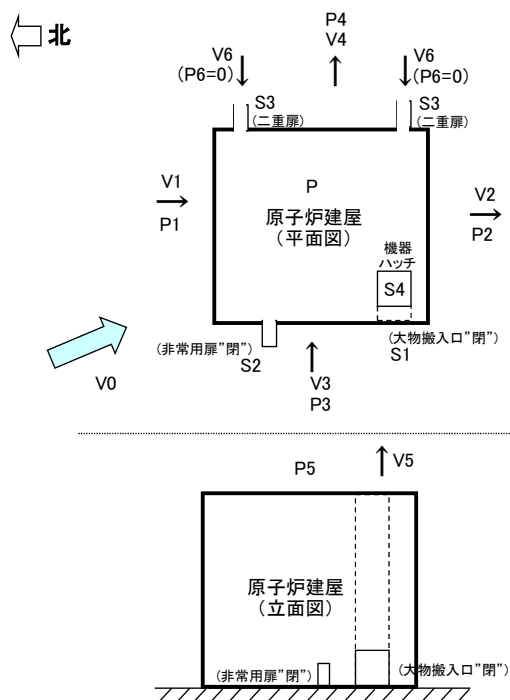 北
P4
V4
V6
(P6=0)
V6
(P6=0)
S3
(二重扉)
S3
(二重扉)
V1
P1
P
原子炉建屋
(平面図)
V2
P2
機器
ハッチ
S4
(非常用扉"閉")
S2
(大物搬入口"閉")
S1
V0
V3
P3
P5
V5
原子炉建屋
(立面図)
(非常用扉"閉")
(大物搬入口"閉")